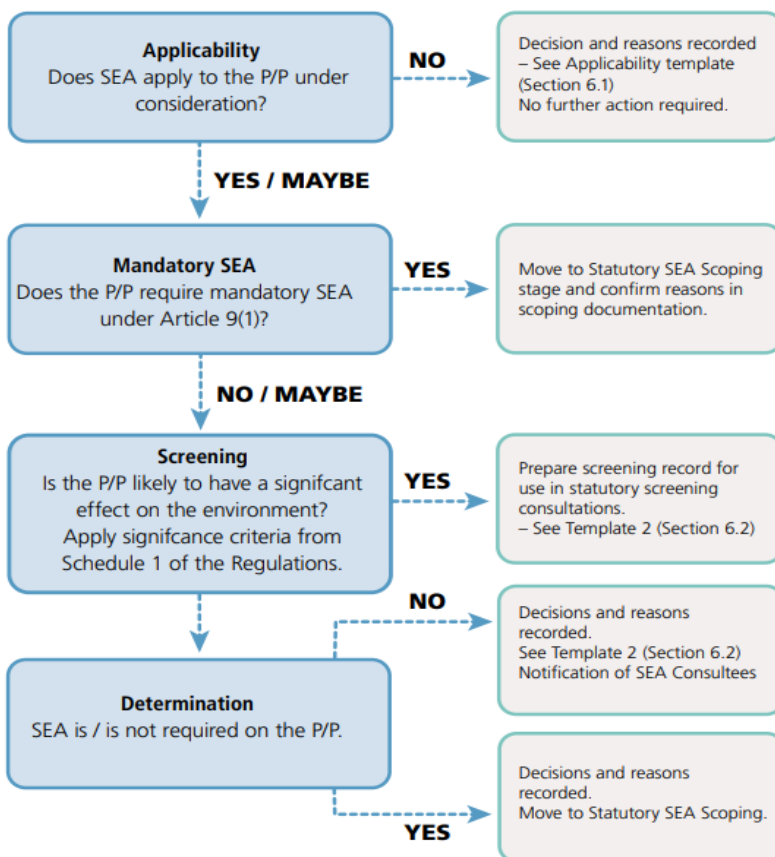 Applicability
Does SEA apply to the P/P under
consideration?
NO
Decision and reasons recorded
– See Applicability template
(Section 6.1)
No further action required.
YES / MAYBE
Mandatory SEA
Does the P/P require mandatory SEA
under Article 9(1)?
YES
Move to Statutory SEA Scoping
stage and confirm reasons in
scoping documentation.
NO / MAYBE
Screening
Is the P/P likely to have a signifcant
effect on the environment?
Apply signifcance criteria from
Schedule 1 of the Regulations.
YES
Prepare screening record for
use in statutory screening
consultations.
– See Template 2 (Section 6.2)
NO
Decisions and reasons
recorded.
See Template 2 (Section 6.2)
Notification of SEA Consultees
Determination
SEA is / is not required on the P/P.
YES
Decisions and reasons
recorded.
Move to Statutory SEA Scoping.